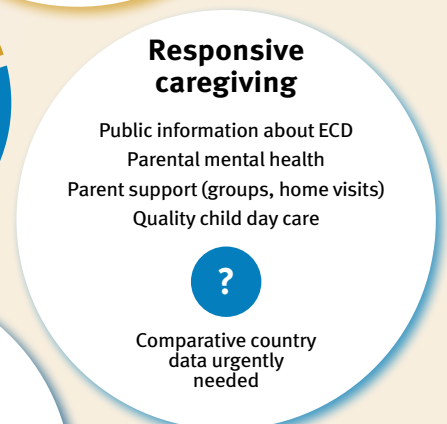 Responsive
caregiving
Public information about ECD
Parental mental health
Parent support (groups, home visits)
Quality child day care
?
Comparative country
data urgently
needed